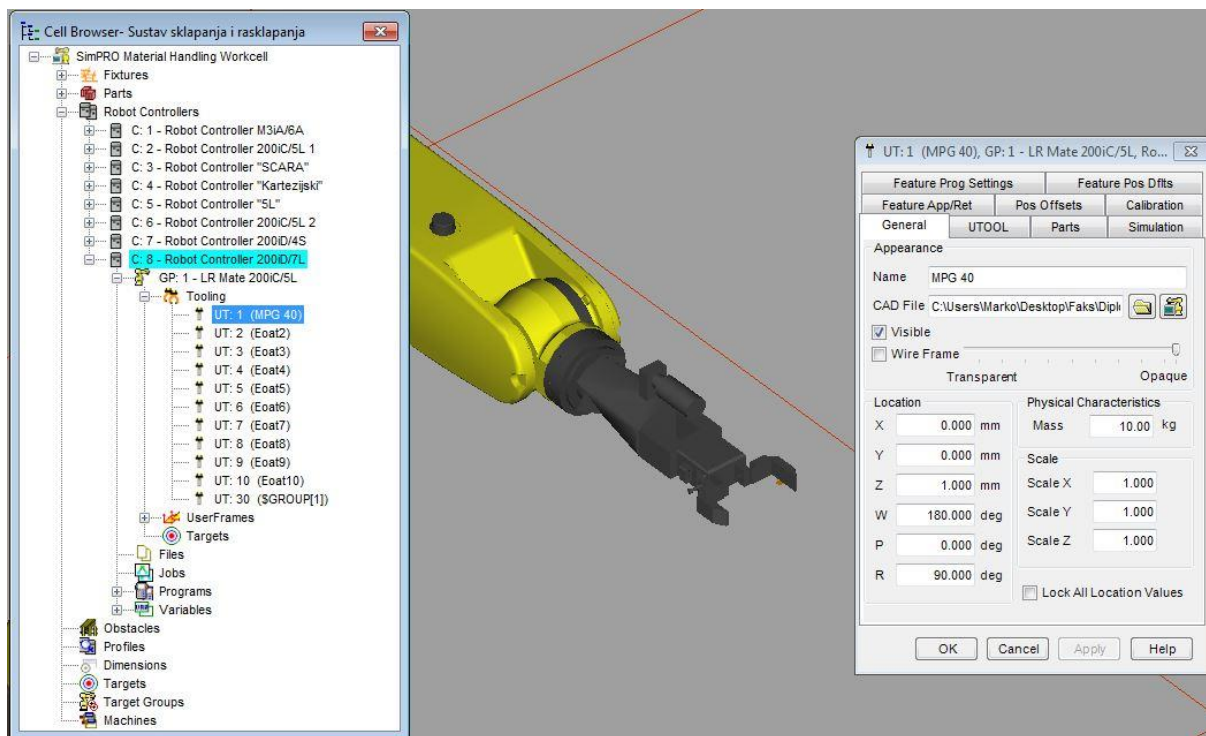 Cell Browser- Sustav sklapanja i rasklapanja
SimPRO Material Handling Workcell
Fixtures
Parts
Robot Controllers
C: 1 - Robot Controller M3iA/6A
C: 2 - Robot Controller 200iC/5L 1
C: 3 - Robot Controller "SCARA"
C: 4 - Robot Controller "Kartezijski"
C: 5 - Robot Controller "5L"
C: 6 - Robot Controller 200iC/5L 2
C: 7 - Robot Controller 200iD/4S
C: 8 - Robot Controller 200iD/7L
GP: 1 - LR Mate 200iC/5L
Tooling
UT: 1 (MPG 40)
UT: 2 (Eoat2)
UT: 3 (Eoat3)
UT: 4 (Eoat4)
UT: 5 (Eoat5)
UT: 6 (Eoat6)
UT: 7 (Eoat7)
UT: 8 (Eoat8)
UT: 9 (Eoat9)
UT: 10 (Eoat10)
UT: 30 ($GROUP[1])
UserFrames
Targets
Files
Jobs
Programs
Variables
Obstacles
Profiles
Dimensions
Targets
Target Groups
Machines
UT: 1 (MPG 40), GP: 1 - LR Mate 200iC/5L, Ro...
Feature Prog Settings Feature Pos Dflts
Feature App/Ret Pos Offsets Calibration
General UTOOL Parts Simulation
Appearance
Name MPG 40
CAD File C:\Users\Marko\Desktop\Faks\Dipl
Visible
Wire Frame
Transparent Opaque
Location
X 0.000 mm
Y 0.000 mm
Z 1.000 mm
W 180.000 deg
P 0.000 deg
R 90.000 deg
Physical Characteristics
Mass 10.00 kg
Scale
Scale X 1.000
Scale Y 1.000
Scale Z 1.000
Lock All Location Values
OK Cancel Apply Help